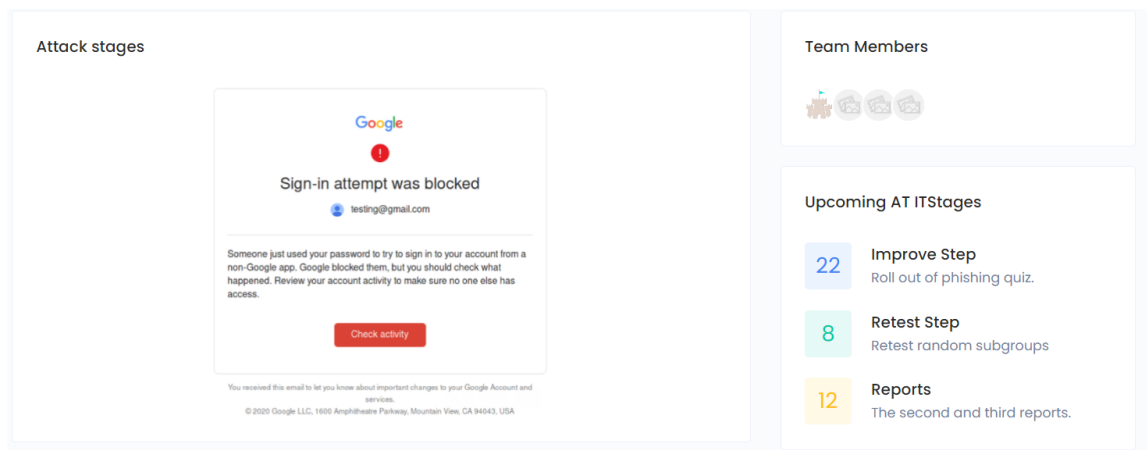 Attack stages
Google
Sign-in attempt was blocked
testing@gmail.com
Someone just used your password to try to sign in to your account from a
non-Google app. Google blocked them, but you should check what
happened. Review your account activity to make sure no one else has
access.
Check activity
You received this email to let you know about important changes to your Google Account and
services.
© 2020 Google LLC, 1600 Amphitheatre Parkway, Mountain View, CA 94043, USA
Team Members
Upcoming AT ITStages
22
Improve Step
Roll out of phishing quiz.
8
Retest Step
Retest random subgroups
12
Reports
The second and third reports.